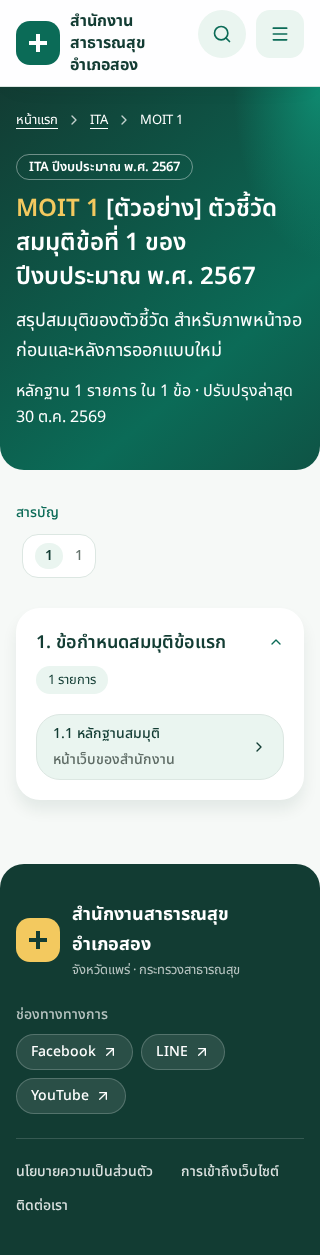 สำนักงาน
สาธารณสุข
อำเภอสอง
หน้าแรก > ITA > MOIT 1
ITA ปีงบประมาณ พ.ศ. 2567
MOIT 1 [ตัวอย่าง] ตัวชี้วัด
สมมุติข้อที่ 1 ของ
ปีงบประมาณ พ.ศ. 2567
สรุปสมมุติของตัวชี้วัด สำหรับภาพหน้าจอ
ก่อนและหลังการออกแบบใหม่
หลักฐาน 1 รายการ ใน 1 ข้อ · ปรับปรุงล่าสุด
30 ต.ค. 2569
สารบัญ
1 1
1. ข้อกำหนดสมมุติข้อแรก
1 รายการ
1.1 หลักฐานสมมุติ
หน้าเว็บของสำนักงาน
สำนักงานสาธารณสุข
อำเภอสอง
จังหวัดแพร่ · กระทรวงสาธารณสุข
ช่องทางทางการ
Facebook LINE
YouTube
นโยบายความเป็นส่วนตัว การเข้าถึงเว็บไซต์
ติดต่อเรา